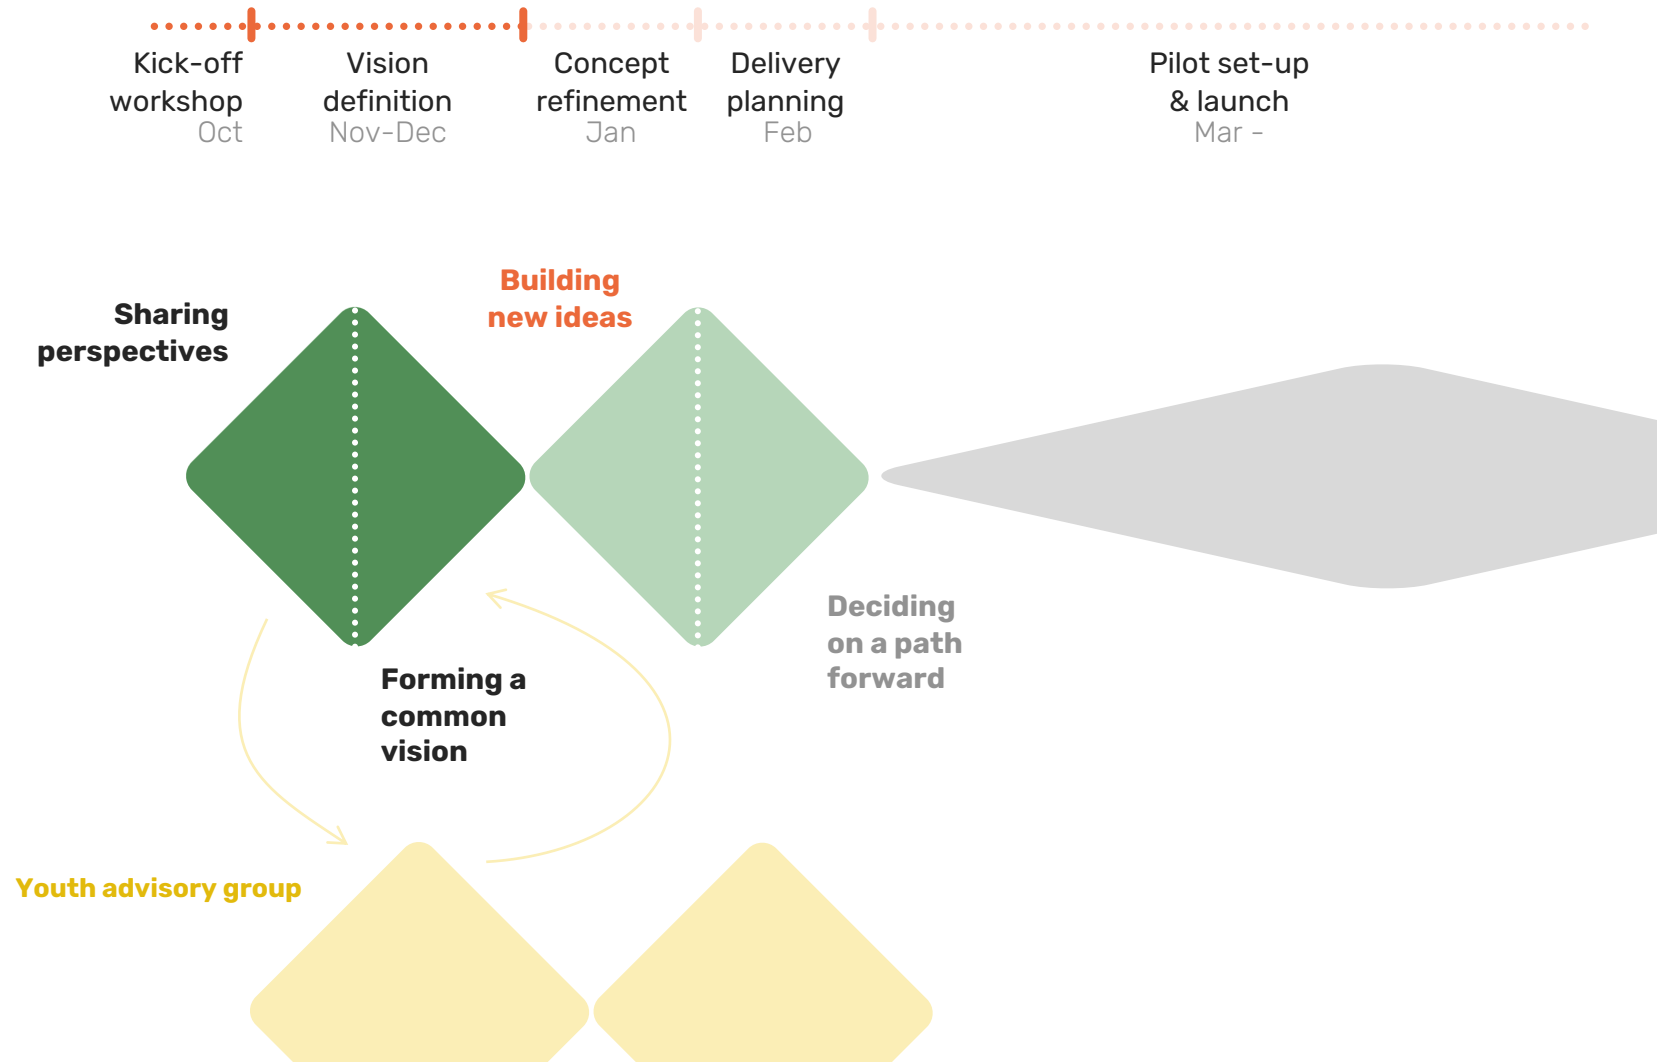 Kick-off
workshop
Oct
Vision
definition
Nov-Dec
Concept
refinement
Jan
Delivery
planning
Feb
Pilot set-up
& launch
Mar -
Sharing
perspectives
Building
new ideas
Forming a
common
vision
Deciding
on a path
forward
Youth advisory group